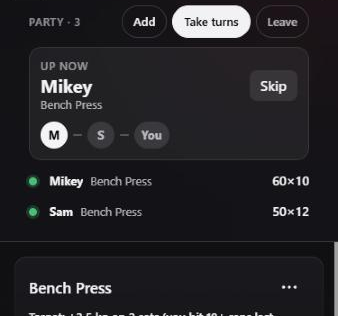 PARTY · 3 Add Take turns Leave
UP NOW
Mikey
Bench Press
Skip
M – S – You
Mikey Bench Press 60×10
Sam Bench Press 50×12
Bench Press ...